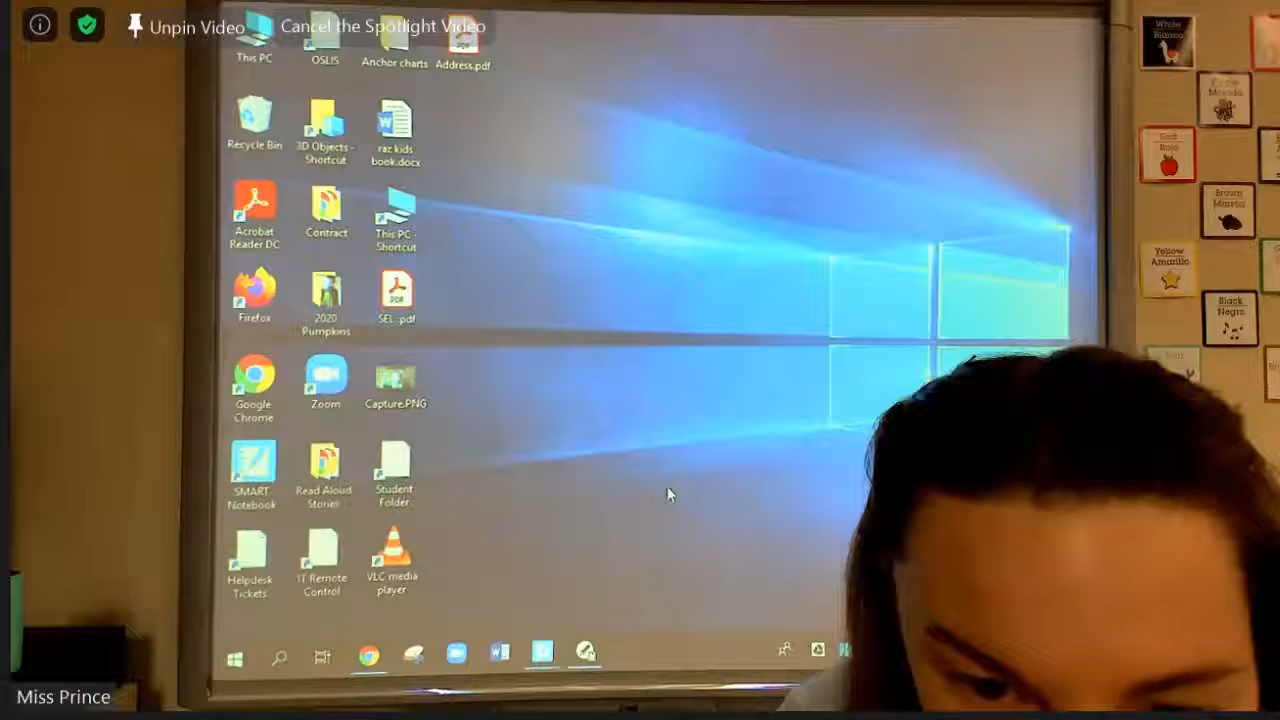 Unpin Video
Cancel the Spotlight Video
This PC
OSLIS
Anchor charts
Address.pdf
Recycle Bin
3D Objects -
Shortcut
raz kids
book.docx
Acrobat
Reader DC
Contract
This PC -
Shortcut
Firefox
2020
Pumpkins
PDF
SEL .pdf
Google
Chrome
Zoom
Capture.PNG
SMART
Notebook
Read Aloud
Stories
Student
Folder
Helpdesk
Tickets
IT Remote
Control
VLC media
player
White
Blanco
Morado
Red
Rojo
Brown
Marrón
Yellow
Amarillo
Black
Negro
Miss Prince